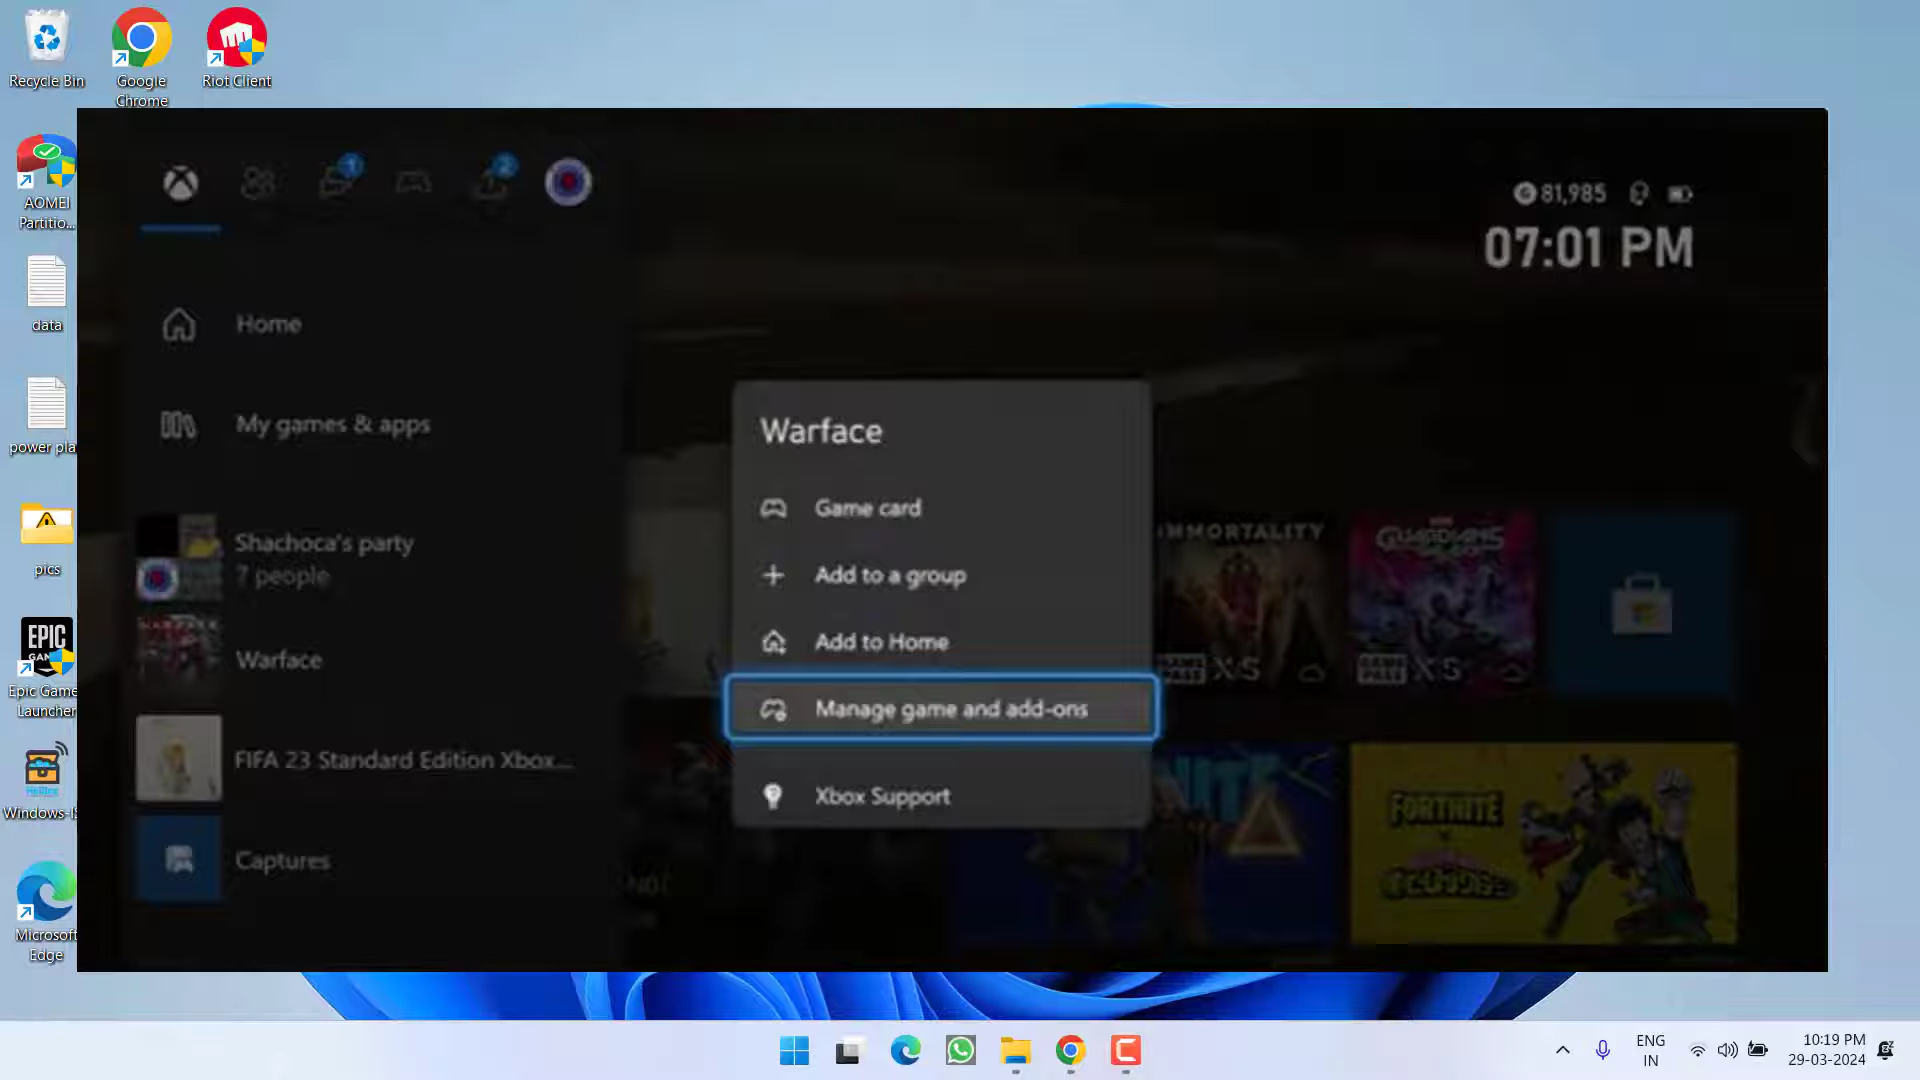 Recycle Bin
Google
Chrome
Riot Client
AOMEI
Partitio...
data
power pla
pics
EPIC
Epic Game
Launcher
Windows-I
Microsoft
Edge
1
2
81,985
07:01 PM
Home
My games & apps
Shachoca's party
7 people
Warface
FIFA 23 Standard Edition Xbox...
Captures
Warface
Game card
Add to a group
Add to Home
Manage game and add-ons
Xbox Support
IMMORTALITY
GUARDIANS
X|S
X|S
FORTNITE
ENG
IN
10:19 PM
29-03-2024